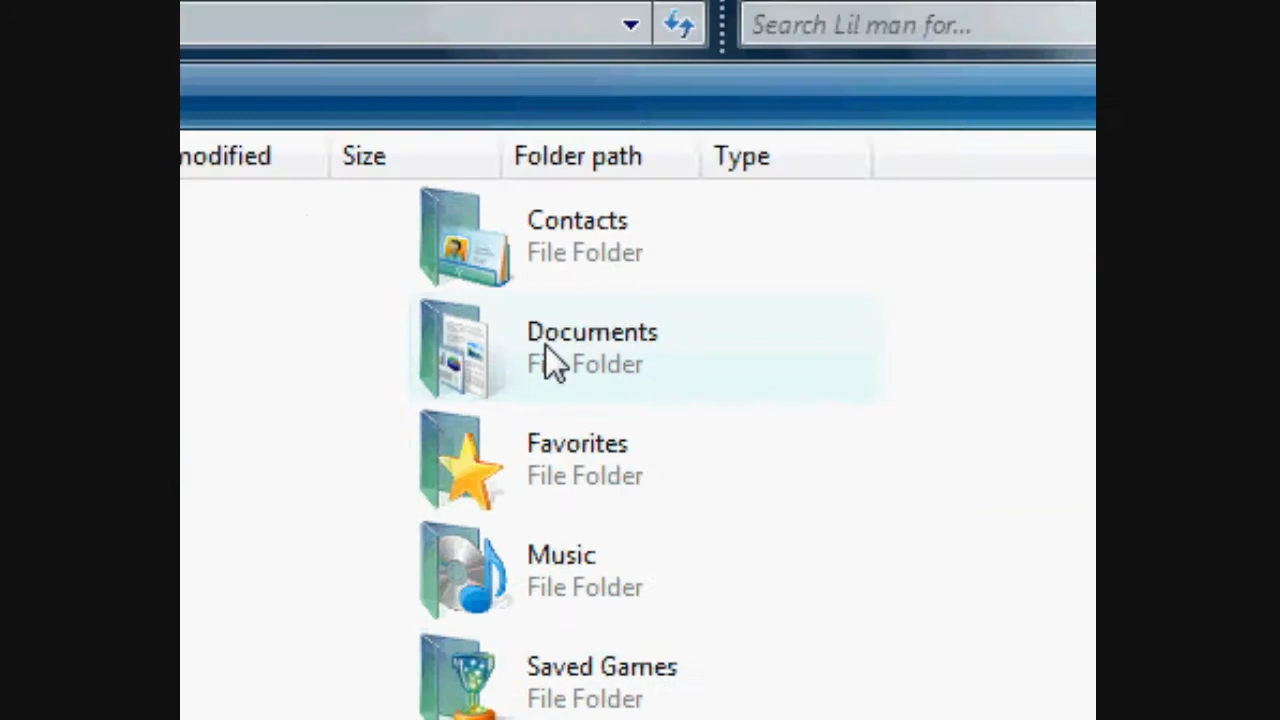 Search Lil man for...
modified Size Folder path Type
Contacts
File Folder
Documents
File Folder
Favorites
File Folder
Music
File Folder
Saved Games
File Folder